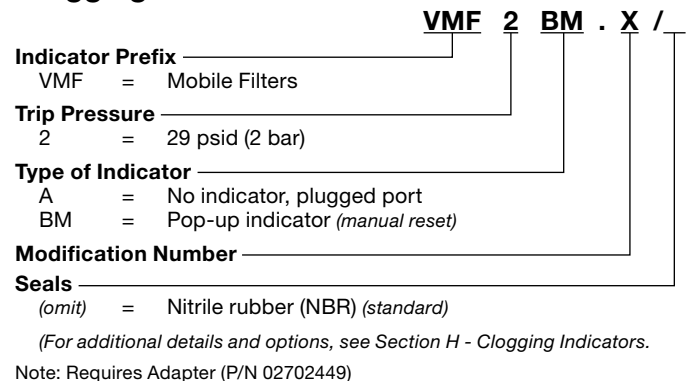 VMF 2 BM . X /
Indicator Prefix
VMF = Mobile Filters
Trip Pressure
2 = 29 psid (2 bar)
Type of Indicator
A = No indicator, plugged port
BM = Pop-up indicator (manual reset)
Modification Number
Seals
(omit) = Nitrile rubber (NBR) (standard)
(For additional details and options, see Section H - Clogging Indicators.
Note: Requires Adapter (P/N 02702449)